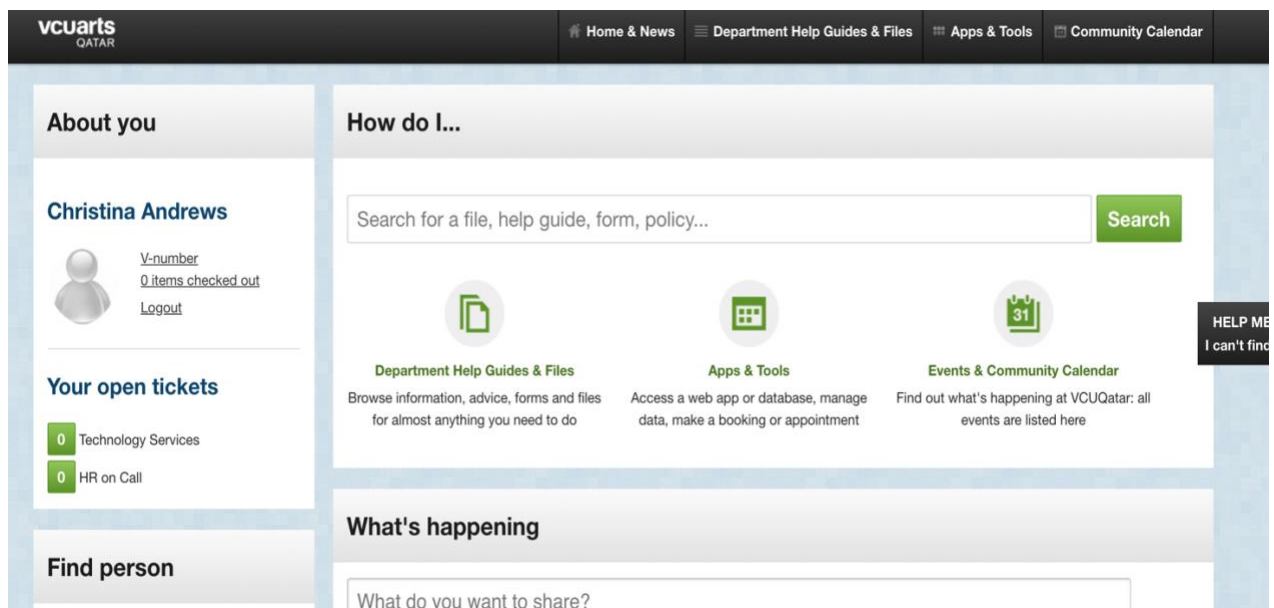 vcuarts
QATAR
Home & News
Department Help Guides & Files
Apps & Tools
Community Calendar
About you
Christina Andrews
V-number
0 items checked out
Logout
Your open tickets
0 Technology Services
0 HR on Call
Find person
How do I...
Search for a file, help guide, form, policy...
Search
31
Department Help Guides & Files
Browse information, advice, forms and files
for almost anything you need to do
Apps & Tools
Access a web app or database, manage
data, make a booking or appointment
Events & Community Calendar
Find out what's happening at VCUQatar: all
events are listed here
HELP ME
I can't find
What's happening
What do you want to share?